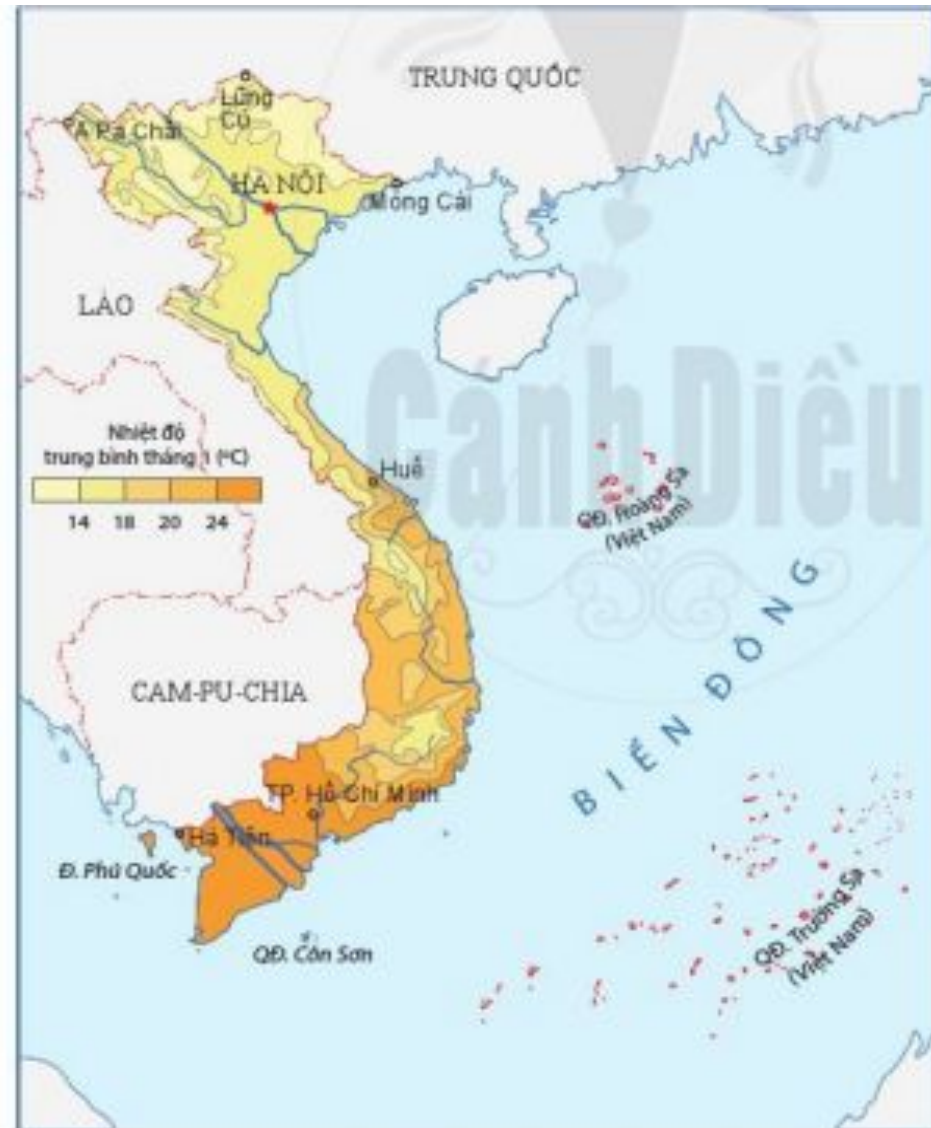 TRUNG QUỐC
Lũng
Cú
A Pa Chải
HÀ NỘI
Móng Cái
LÀO
Cánh Diều
Nhiệt độ
trung bình tháng 1 (°C)
14 18 20 24
Huế
QĐ. Hoàng Sa
(Việt Nam)
BIỂN ĐÔNG
CAM-PU-CHIA
TP. Hồ Chí Minh
Hà Tiên
Đ. Phú Quốc
QĐ. Côn Sơn
QĐ. Trường Sa
(Việt Nam)